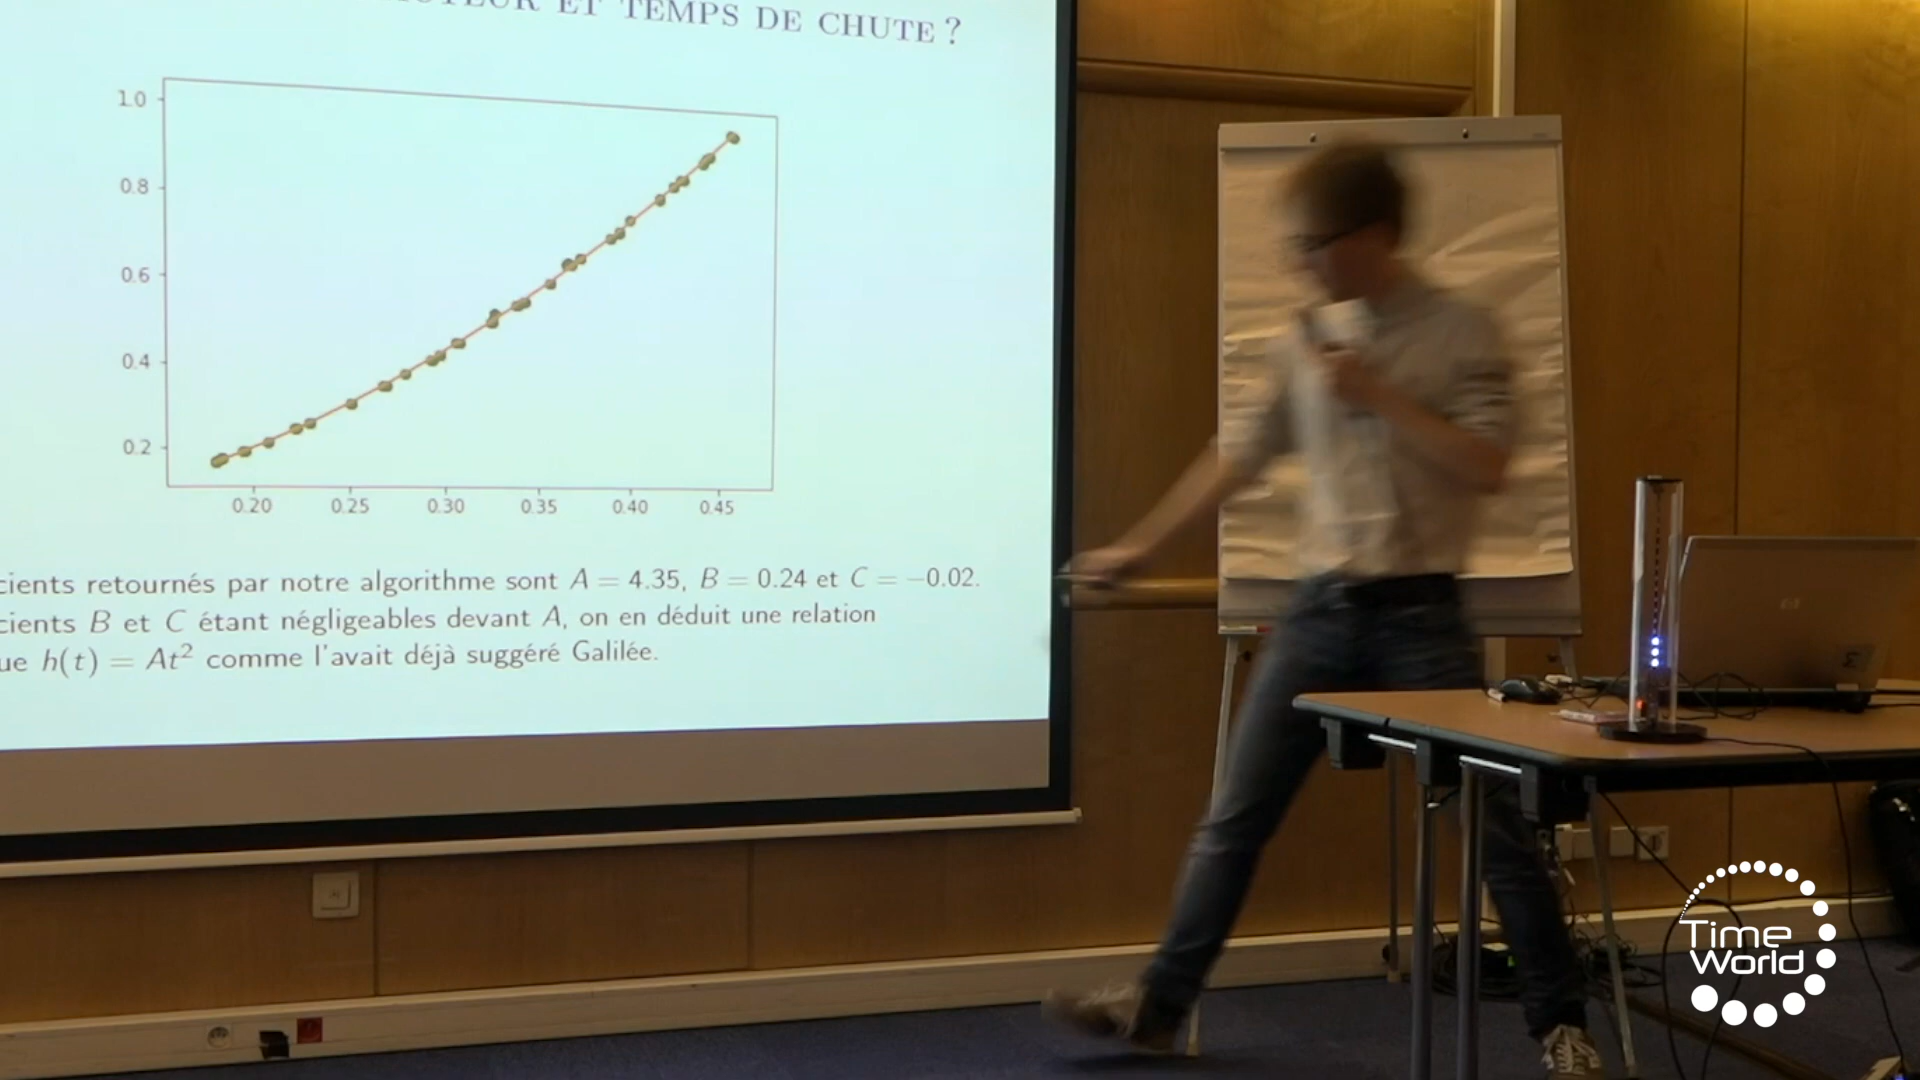 ET TEMPS DE CHUTE ?
1.0
0.8
0.6
0.4
0.2
0.20 0.25 0.30 0.35 0.40 0.45
cients retournés par notre algorithme sont A = 4.35, B = 0.24 et C = −0.02.
cients B et C étant négligeables devant A, on en déduit une relation
ue h(t) = At² comme l'avait déjà suggéré Galilée.
Time
World